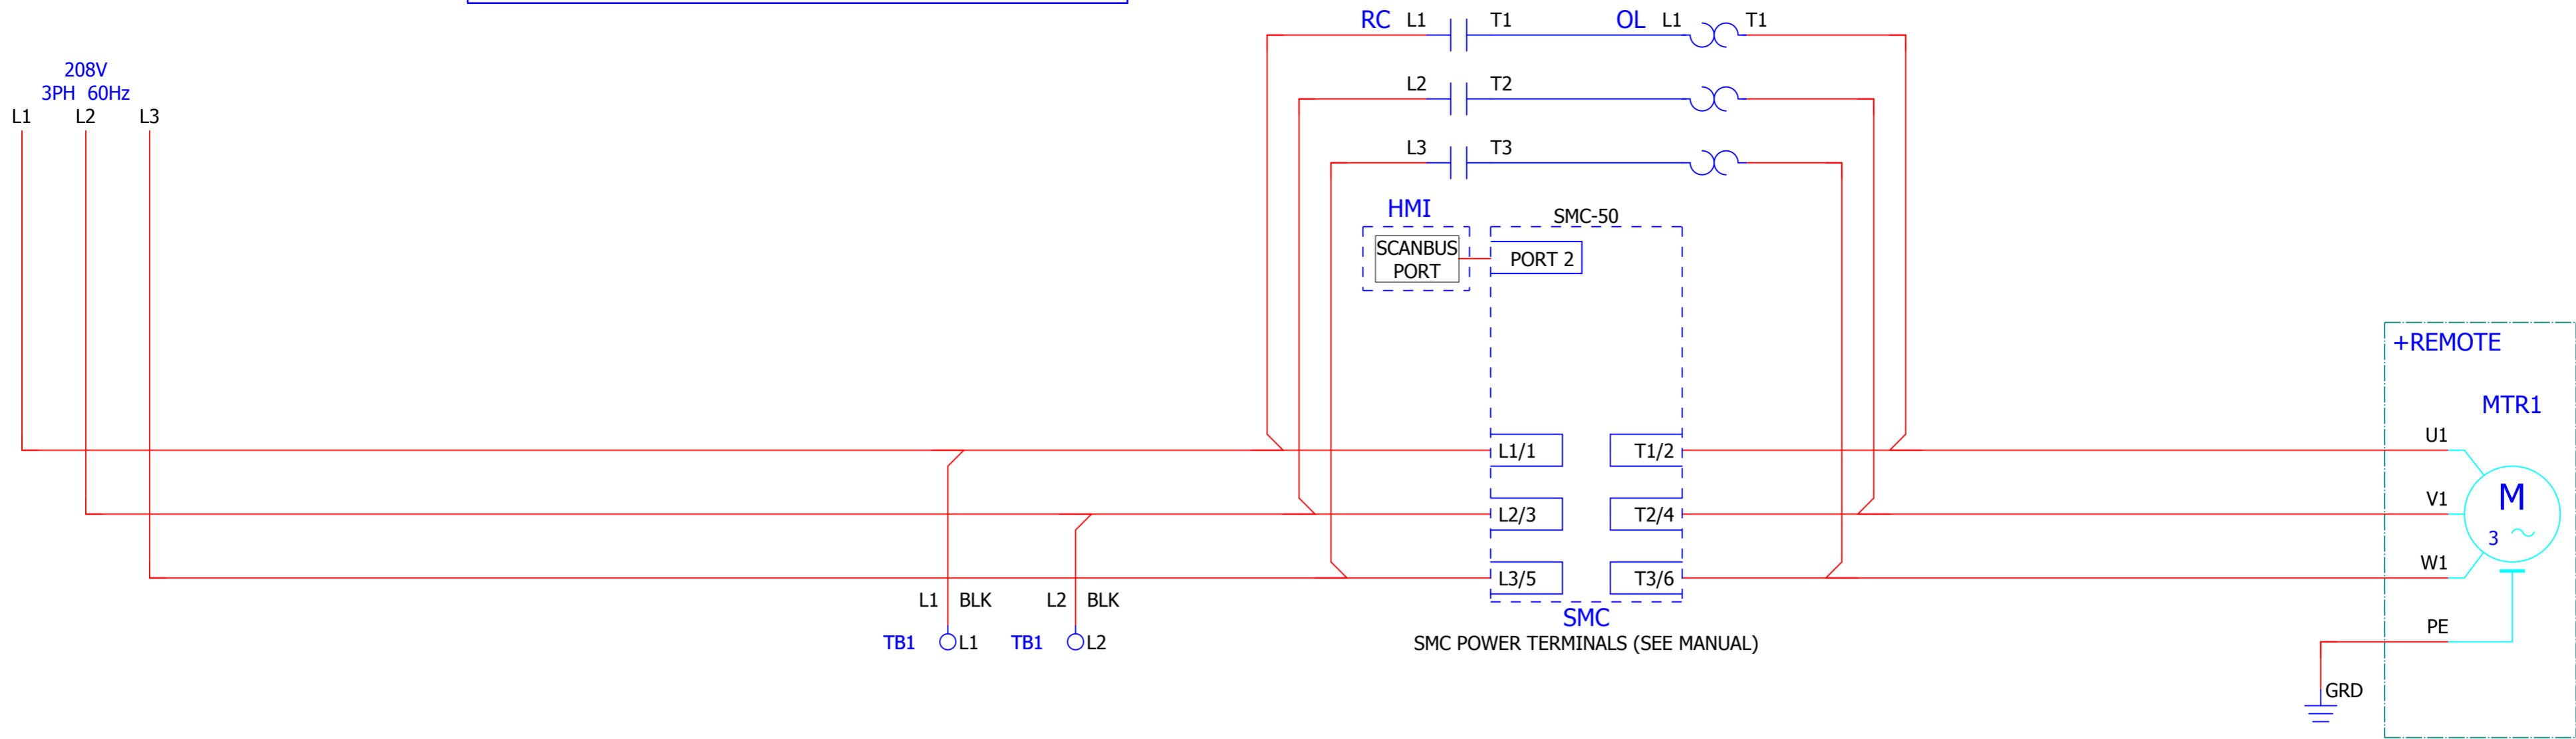 RC L1 T1 OL L1 T1
208V
3PH 60Hz
L1 L2 L3
L2 T2
L3 T3
HMI
SCANBUS
PORT
SMC-50
PORT 2
+REMOTE
MTR1
L1/1 T1/2 U1
L2/3 T2/4 V1
M
3 ~
L3/5 T3/6 W1
L1 BLK L2 BLK
TB1 L1 TB1 L2
SMC
SMC POWER TERMINALS (SEE MANUAL)
PE
GRD